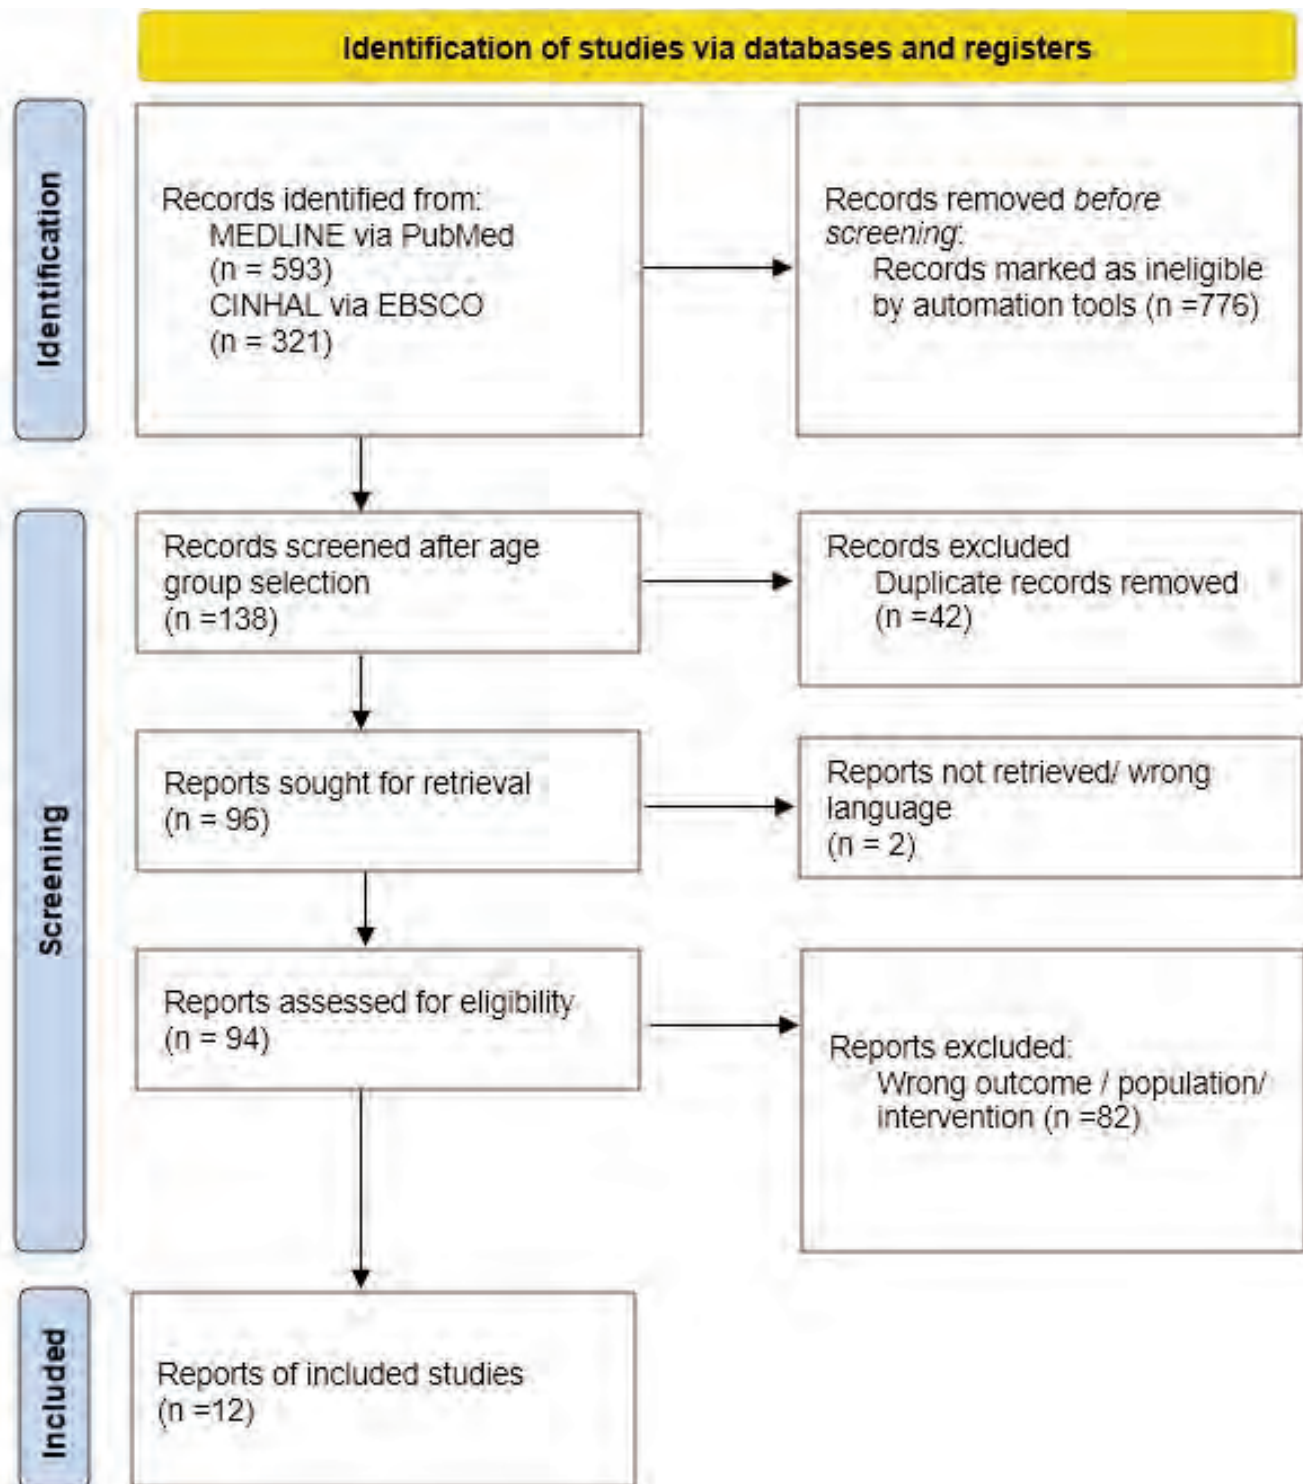 Identification of studies via databases and registers
Identification
Records identified from:
MEDLINE via PubMed
(n = 593)
CINHAL via EBSCO
(n = 321)
Records removed before
screening:
Records marked as ineligible
by automation tools (n =776)
Screening
Records screened after age
group selection
(n =138)
Records excluded
Duplicate records removed
(n =42)
Reports sought for retrieval
(n = 96)
Reports not retrieved/ wrong
language
(n = 2)
Reports assessed for eligibility
(n = 94)
Reports excluded:
Wrong outcome / population/
intervention (n =82)
Included
Reports of included studies
(n =12)